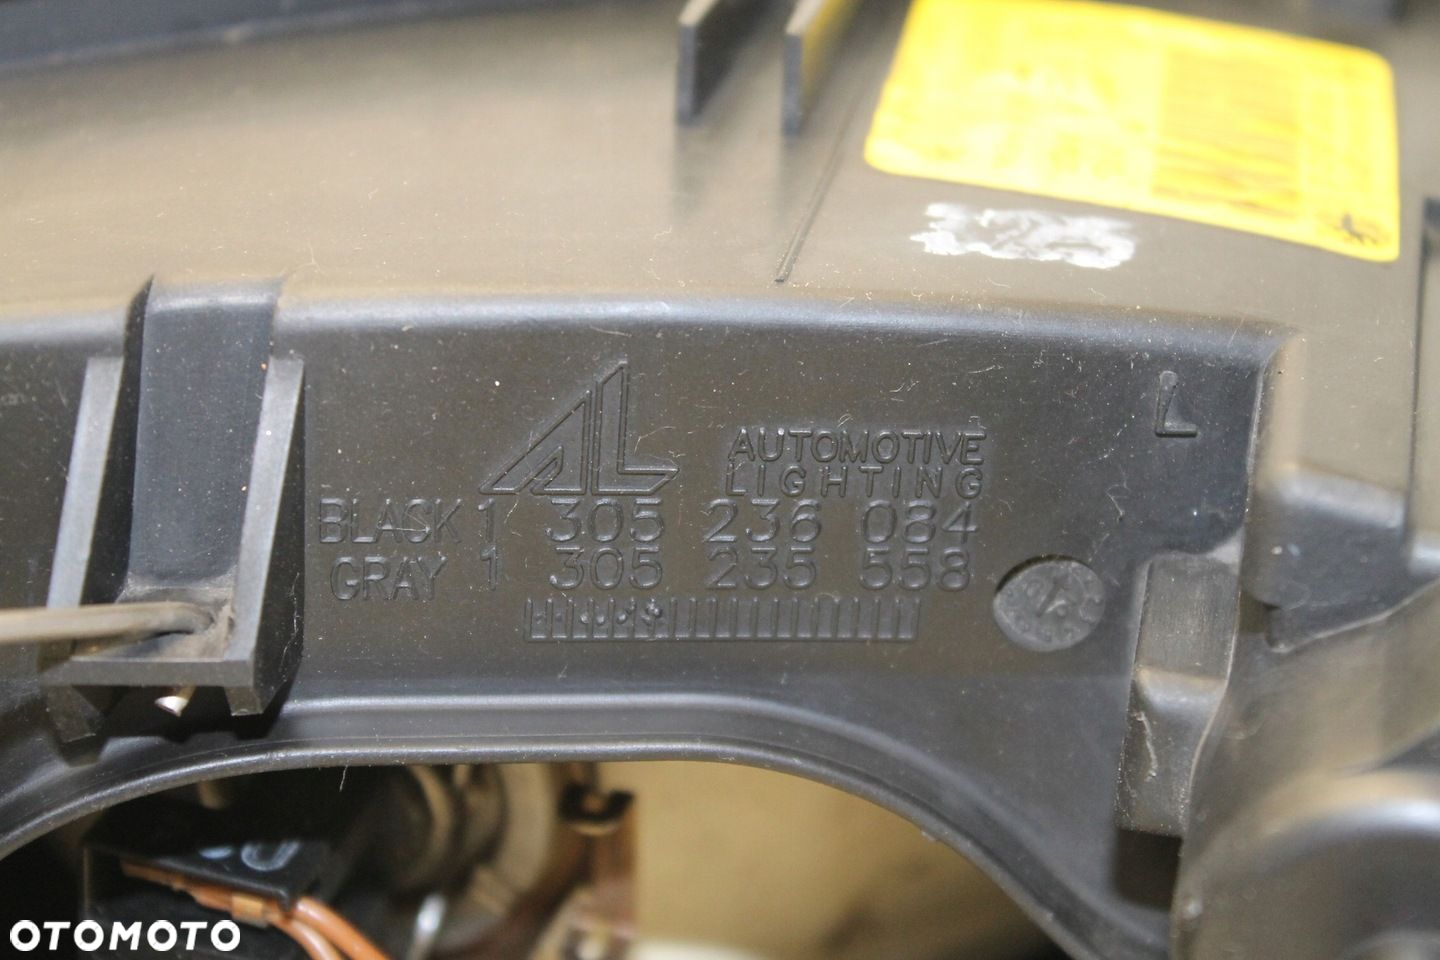 AL
AUTOMOTIVE
LIGHTING
L
BLASK 1 305 236 084
GRAY 1 305 235 558
OTOMOTO